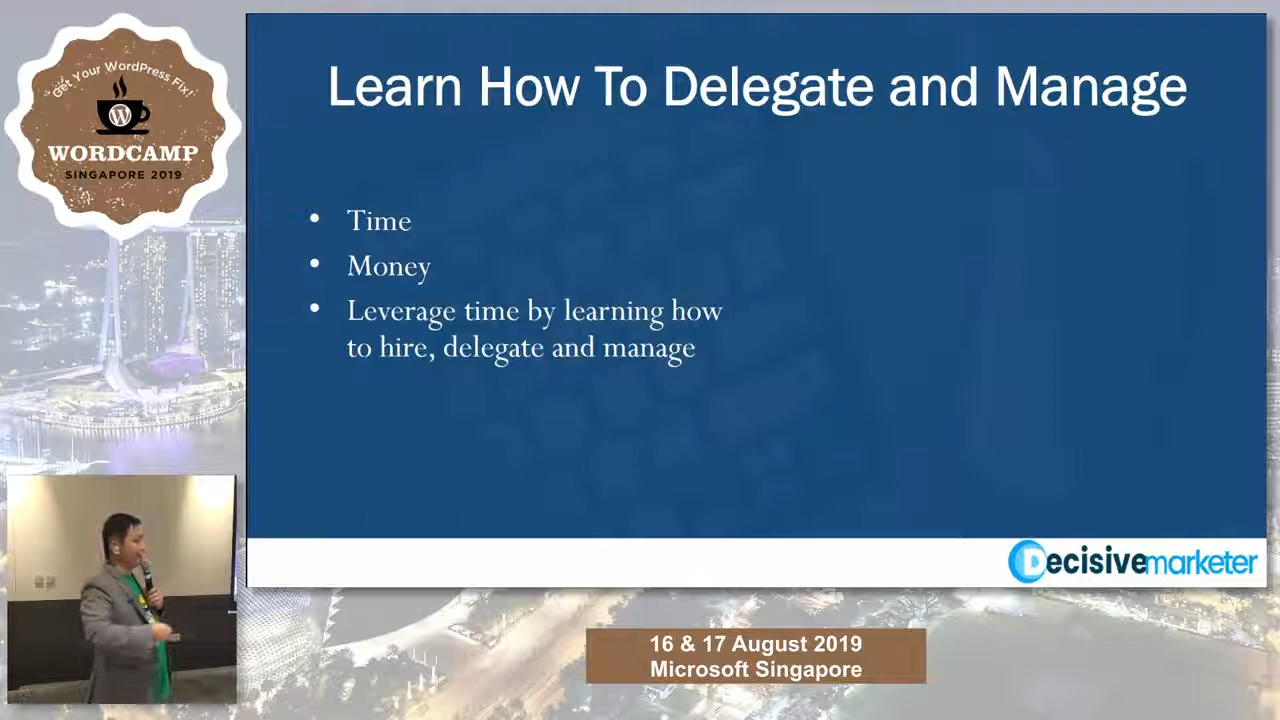 Get Your WordPress Fix!
WORDCAMP
SINGAPORE 2019
Learn How To Delegate and Manage
• Time
• Money
• Leverage time by learning how
to hire, delegate and manage
Decisivemarketer
16 & 17 August 2019
Microsoft Singapore